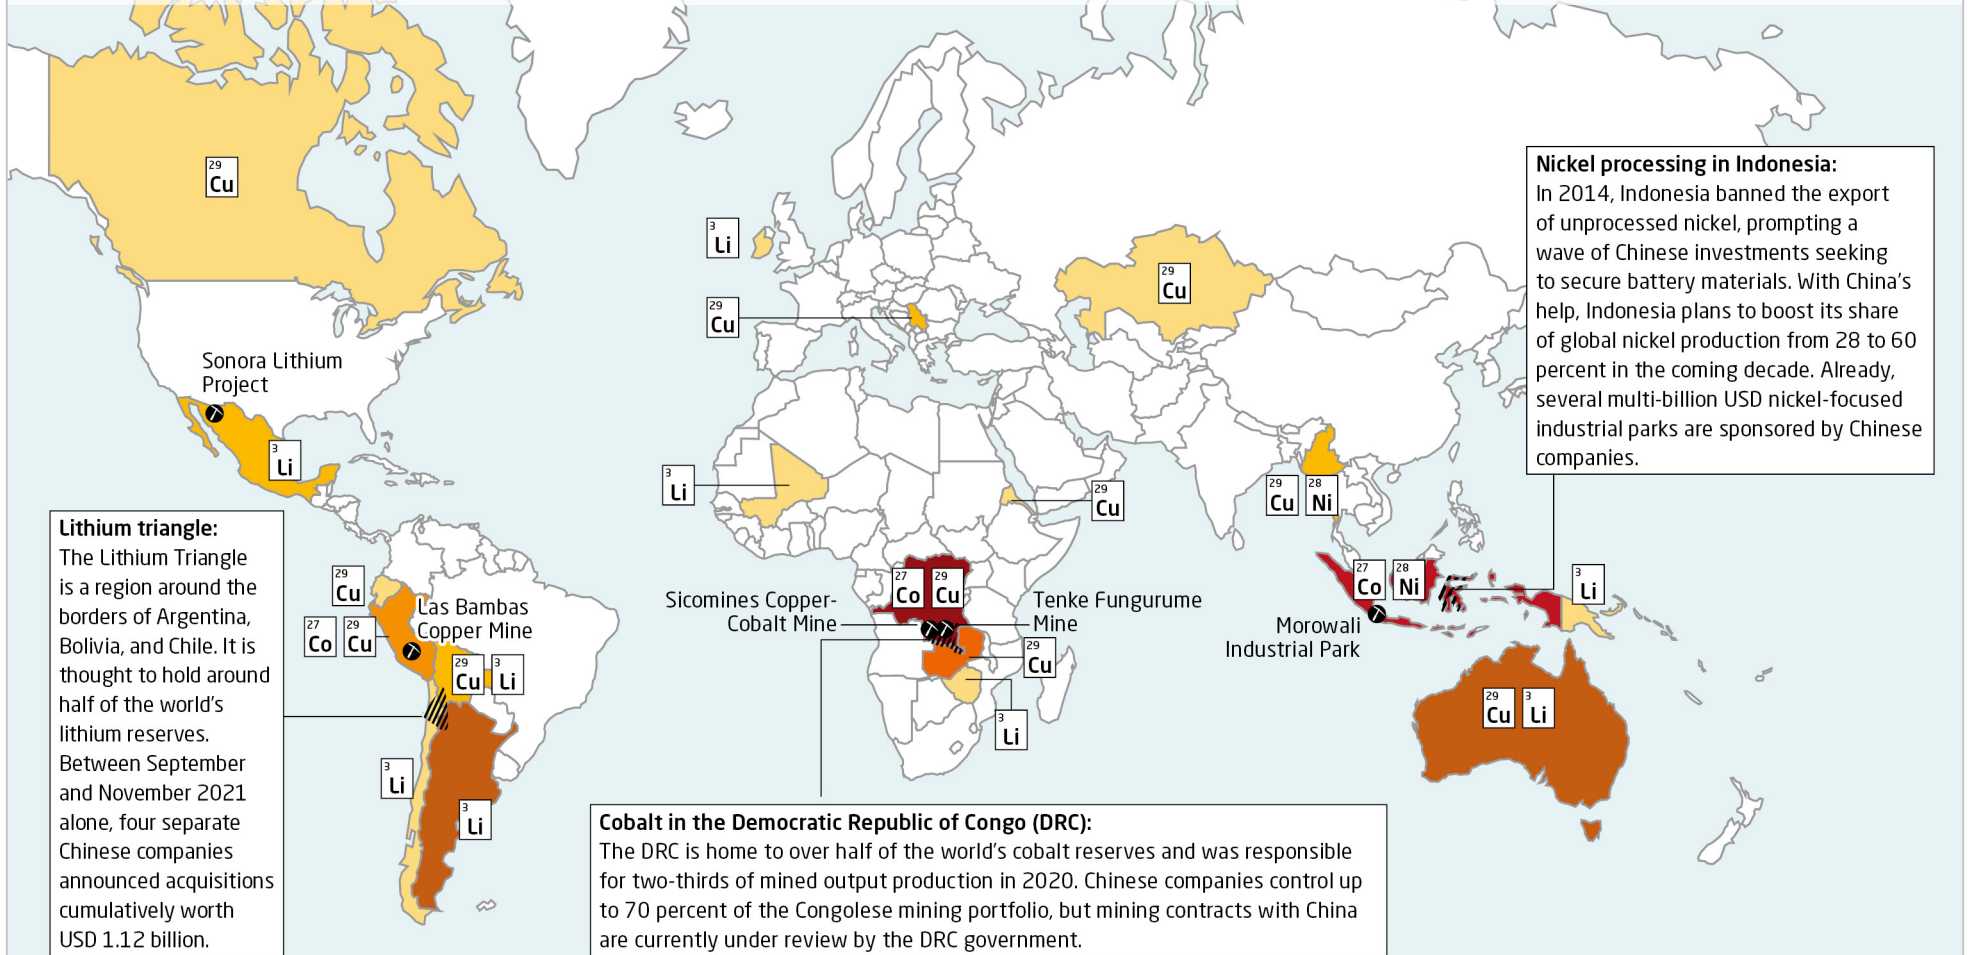 29
Cu
3
Li
29
Cu
29
Cu
Nickel processing in Indonesia:
In 2014, Indonesia banned the export
of unprocessed nickel, prompting a
wave of Chinese investments seeking
to secure battery materials. With China's
help, Indonesia plans to boost its share
of global nickel production from 28 to 60
percent in the coming decade. Already,
several multi-billion USD nickel-focused
industrial parks are sponsored by Chinese
companies.
Sonora Lithium
Project
3
Li
3
Li
29
Cu
29
Cu
28
Ni
Lithium triangle:
The Lithium Triangle
is a region around the
borders of Argentina,
Bolivia, and Chile. It is
thought to hold around
half of the world's
lithium reserves.
Between September
and November 2021
alone, four separate
Chinese companies
announced acquisitions
cumulatively worth
USD 1.12 billion.
29
Cu
27
Co
29
Cu
Las Bambas
Copper Mine
29
Cu
3
Li
3
Li
3
Li
27
Co
29
Cu
Sicomines Copper-
Cobalt Mine
Tenke Fungurume
Mine
29
Cu
3
Li
27
Co
28
Ni
3
Li
Morowali
Industrial Park
29
Cu
3
Li
Cobalt in the Democratic Republic of Congo (DRC):
The DRC is home to over half of the world's cobalt reserves and was responsible
for two-thirds of mined output production in 2020. Chinese companies control up
to 70 percent of the Congolese mining portfolio, but mining contracts with China
are currently under review by the DRC government.